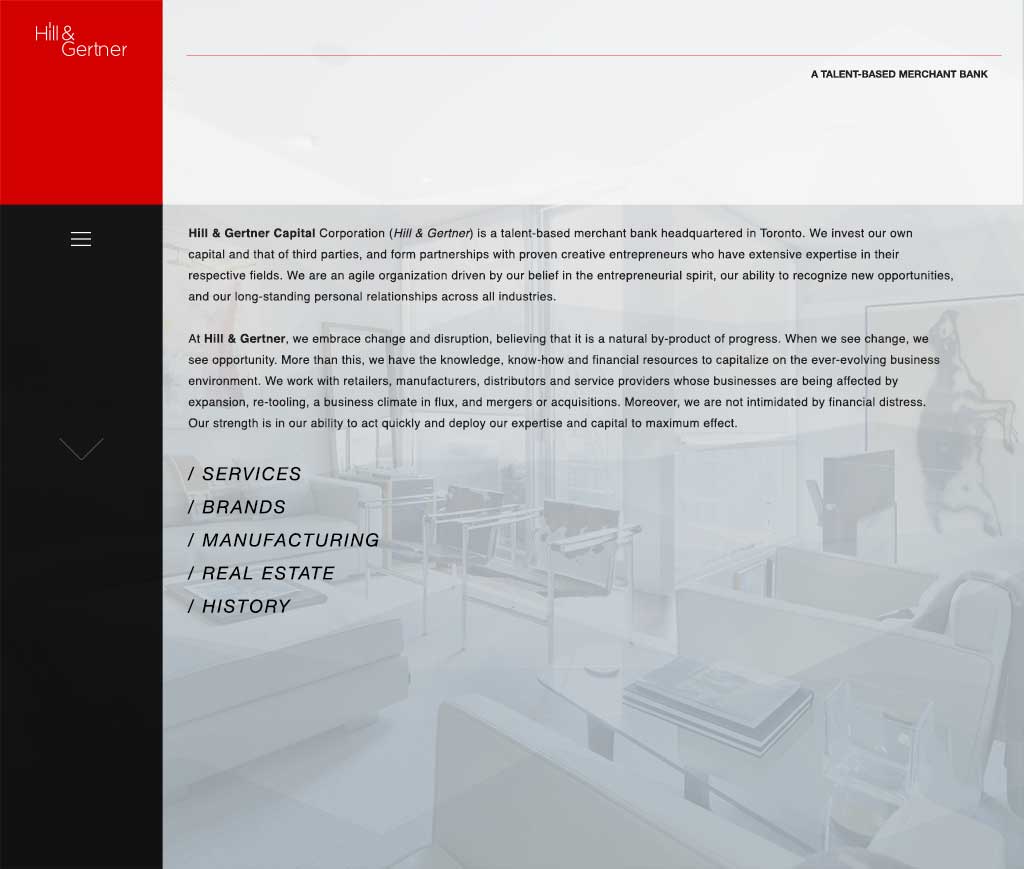 Hill &
Gertner
A TALENT-BASED MERCHANT BANK
Hill & Gertner Capital Corporation (Hill & Gertner) is a talent-based merchant bank headquartered in Toronto. We invest our own
capital and that of third parties, and form partnerships with proven creative entrepreneurs who have extensive expertise in their
respective fields. We are an agile organization driven by our belief in the entrepreneurial spirit, our ability to recognize new opportunities,
and our long-standing personal relationships across all industries.
At Hill & Gertner, we embrace change and disruption, believing that it is a natural by-product of progress. When we see change, we
see opportunity. More than this, we have the knowledge, know-how and financial resources to capitalize on the ever-evolving business
environment. We work with retailers, manufacturers, distributors and service providers whose businesses are being affected by
expansion, re-tooling, a business climate in flux, and mergers or acquisitions. Moreover, we are not intimidated by financial distress.
Our strength is in our ability to act quickly and deploy our expertise and capital to maximum effect.
/ SERVICES
/ BRANDS
/ MANUFACTURING
/ REAL ESTATE
/ HISTORY